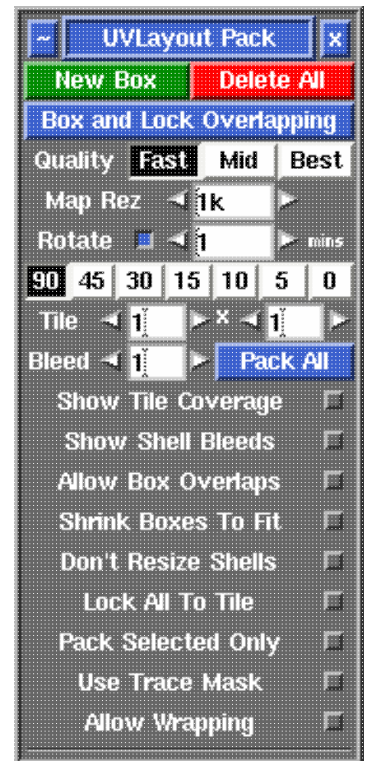 ~ UVLayout Pack x
New Box Delete All
Box and Lock Overlapping
Quality Fast Mid Best
Map Rez 1k
Rotate 1 mins
90 45 30 15 10 5 0
Tile 1 X 1
Bleed 1 Pack All
Show Tile Coverage
Show Shell Bleeds
Allow Box Overlaps
Shrink Boxes To Fit
Don't Resize Shells
Lock All To Tile
Pack Selected Only
Use Trace Mask
Allow Wrapping